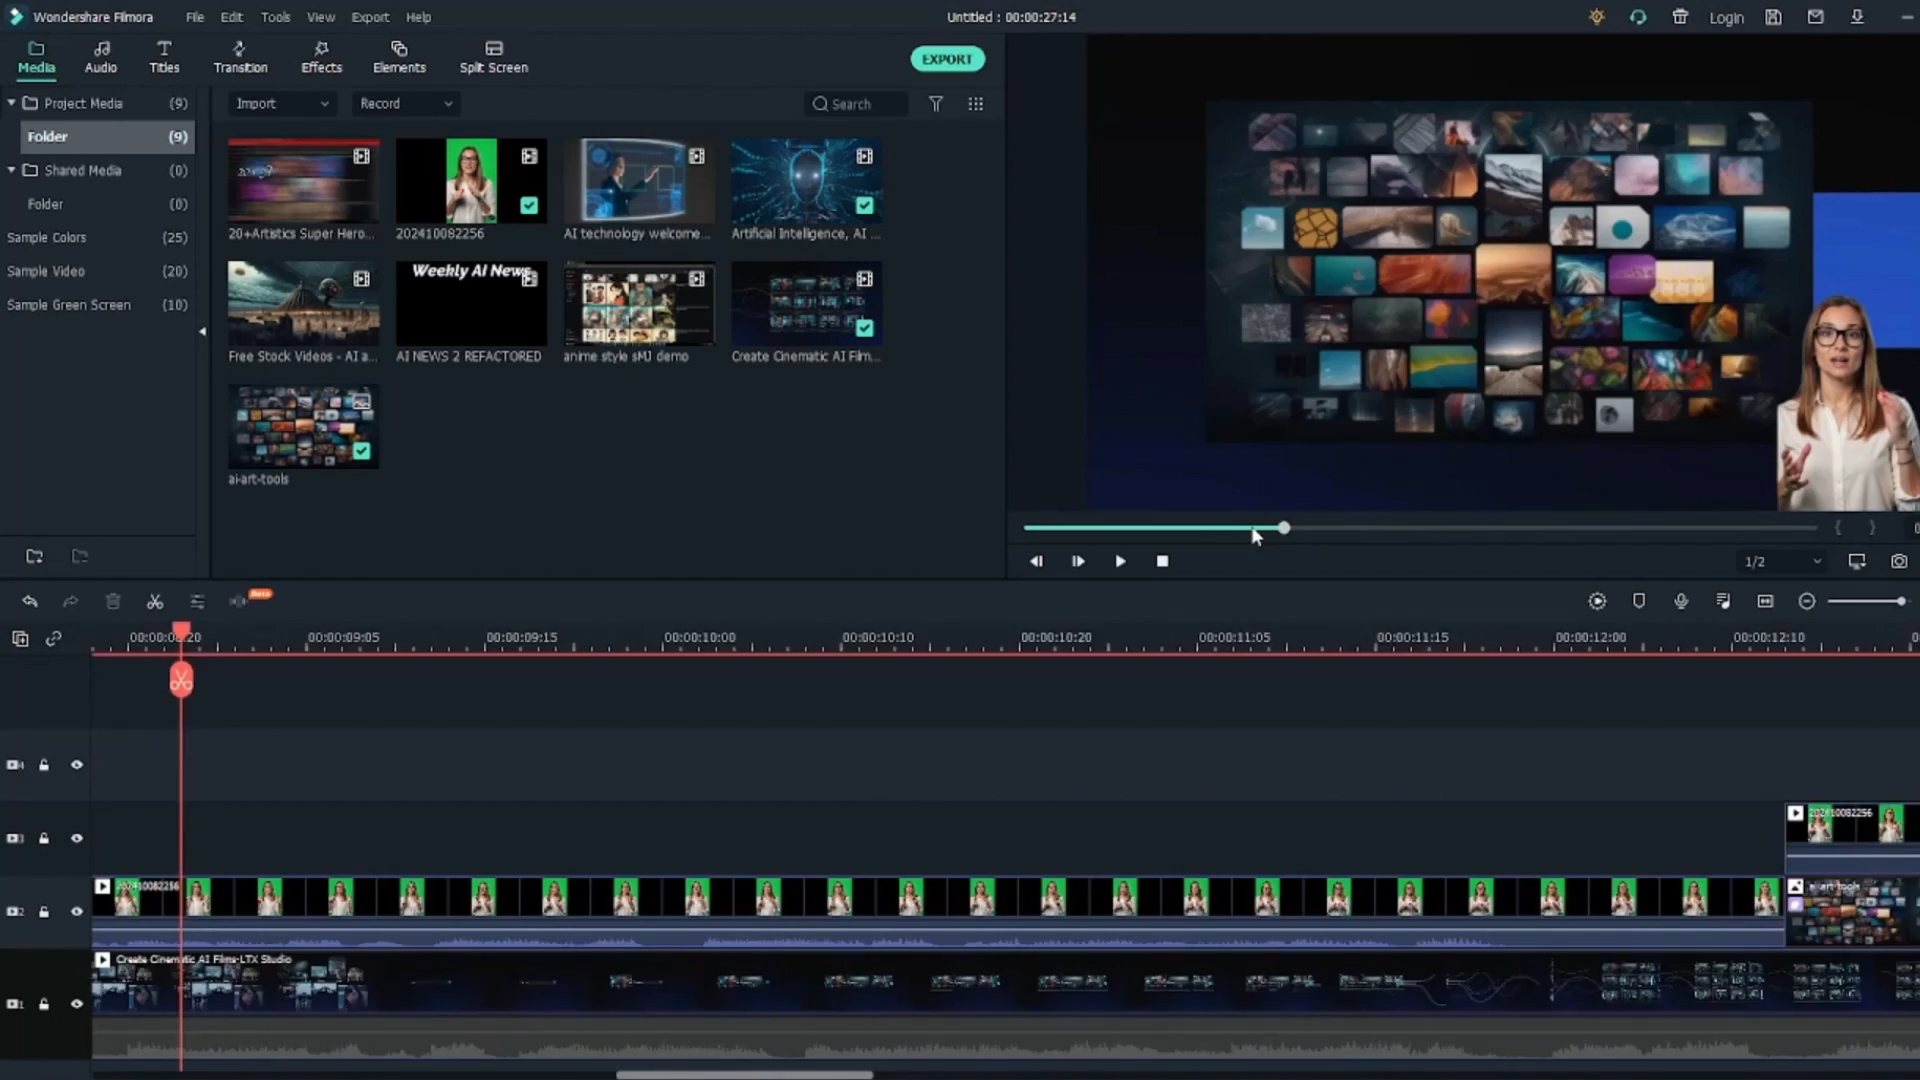 Wondershare Filmora File Edit Tools View Export Help Untitled : 00:00:27:14 Login
Media Audio Titles Transition Effects Elements Split Screen EXPORT
Project Media (9) Import Record Search
Folder (9)
Shared Media (0)
Folder (0)
Sample Colors (25)
Sample Video (20)
Sample Green Screen (10)
20+Artistics Super Hero... 202410082256 AI technology welcome... Artificial Intelligence, AI ...
Weekly AI News
Free Stock Videos - AI a... AI NEWS 2 REFACTORED anime style sMJ demo Create Cinematic AI Film...
ai-art-tools
1/2
Beta
00:00:09:05 00:00:09:15 00:00:10:00 00:00:10:10 00:00:10:20 00:00:11:05 00:00:11:15 00:00:12:00 00:00:12:10
202410082256
202410082256 ai-art-tools
Create Cinematic AI Films-LTX Studio